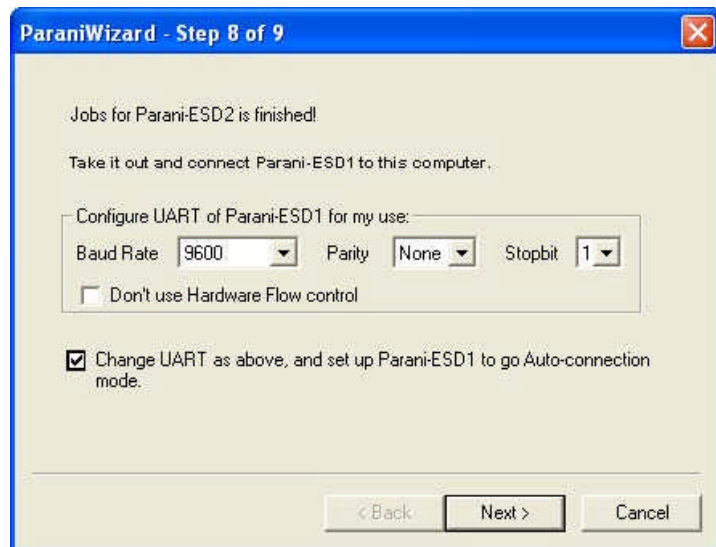 ParaniWizard - Step 8 of 9
Jobs for Parani-ESD2 is finished!
Take it out and connect Parani-ESD1 to this computer.
Configure UART of Parani-ESD1 for my use:
Baud Rate 9600 Parity None Stopbit 1
Don't use Hardware Flow control
Change UART as above, and set up Parani-ESD1 to go Auto-connection
mode.
< Back Next > Cancel